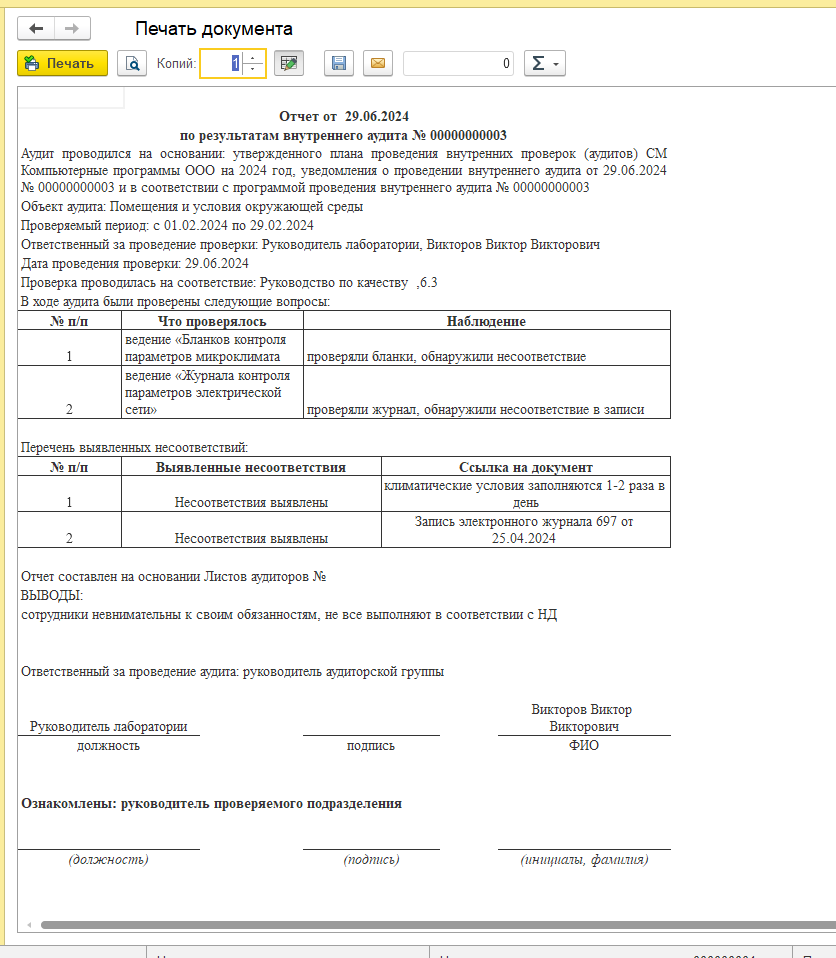 Печать документа
Печать Копий: 1 0 Σ
Отчет от 29.06.2024
по результатам внутреннего аудита № 00000000003
Аудит проводился на основании: утвержденного плана проведения внутренних проверок (аудитов) СМ
Компьютерные программы ООО на 2024 год, уведомления о проведении внутреннего аудита от 29.06.2024
№ 00000000003 и в соответствии с программой проведения внутреннего аудита № 00000000003
Объект аудита: Помещения и условия окружающей среды
Проверяемый период: с 01.02.2024 по 29.02.2024
Ответственный за проведение проверки: Руководитель лаборатории, Викторов Виктор Викторович
Дата проведения проверки: 29.06.2024
Проверка проводилась на соответствие: Руководство по качеству ,6.3
В ходе аудита были проверены следующие вопросы:
№ п/п Что проверялось Наблюдение
ведение «Бланков контроля
1 параметров микроклимата проверяли бланки, обнаружили несоответствие
ведение «Журнала контроля
параметров электрической
2 сети» проверяли журнал, обнаружили несоответствие в записи
Перечень выявленных несоответствий:
№ п/п Выявленные несоответствия Ссылка на документ
климатические условия заполняются 1-2 раза в
1 Несоответствия выявлены день
Запись электронного журнала 697 от
2 Несоответствия выявлены 25.04.2024
Отчет составлен на основании Листов аудиторов №
ВЫВОДЫ:
сотрудники невнимательны к своим обязанностям, не все выполняют в соответствии с НД
Ответственный за проведение аудита: руководитель аудиторской группы
Викторов Виктор
Руководитель лаборатории Викторович
должность подпись ФИО
Ознакомлены: руководитель проверяемого подразделения
(должность) (подпись) (инициалы, фамилия)